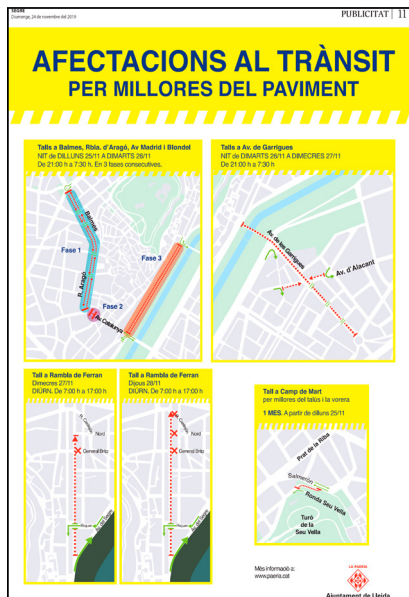 SEGRE
Diumenge, 24 de novembre del 2019
PUBLICITAT | 11
AFECTACIONS AL TRÀNSIT
PER MILLORES DEL PAVIMENT
Talls a Balmes, Rbla. d'Aragó, Av Madrid i Blondel
NIT de DILLUNS 25/11 A DIMARTS 26/11
De 21:00 h a 7:30 h. En 3 fases consecutives.
Balmes
Fase 1
Fase 3
R. Aragó
Fase 2
Av. Catalunya
Talls a Av. de Garrigues
NIT de DIMARTS 26/11 A DIMECRES 27/11
De 21:00 h a 7:30 h
Av. de les Garrigues
Av. d'Alacant
Tall a Rambla de Ferran
Dimecres 27/11
DIÜRN. De 7:00 h a 17:00 h
Nord
General Britó
Tall a Rambla de Ferran
Dijous 28/11
DIÜRN. De 7:00 h a 17:00 h
Nord
General Britó
Tall a Camp de Mart
per millores del talús i la vorera
1 MES. A partir de dilluns 25/11
Prat de la Riba
Salmerón
Ronda Seu Vella
Turó
de la
Seu Vella
Més informació a:
www.paeria.cat
LA PAERIA
Ajuntament de Lleida